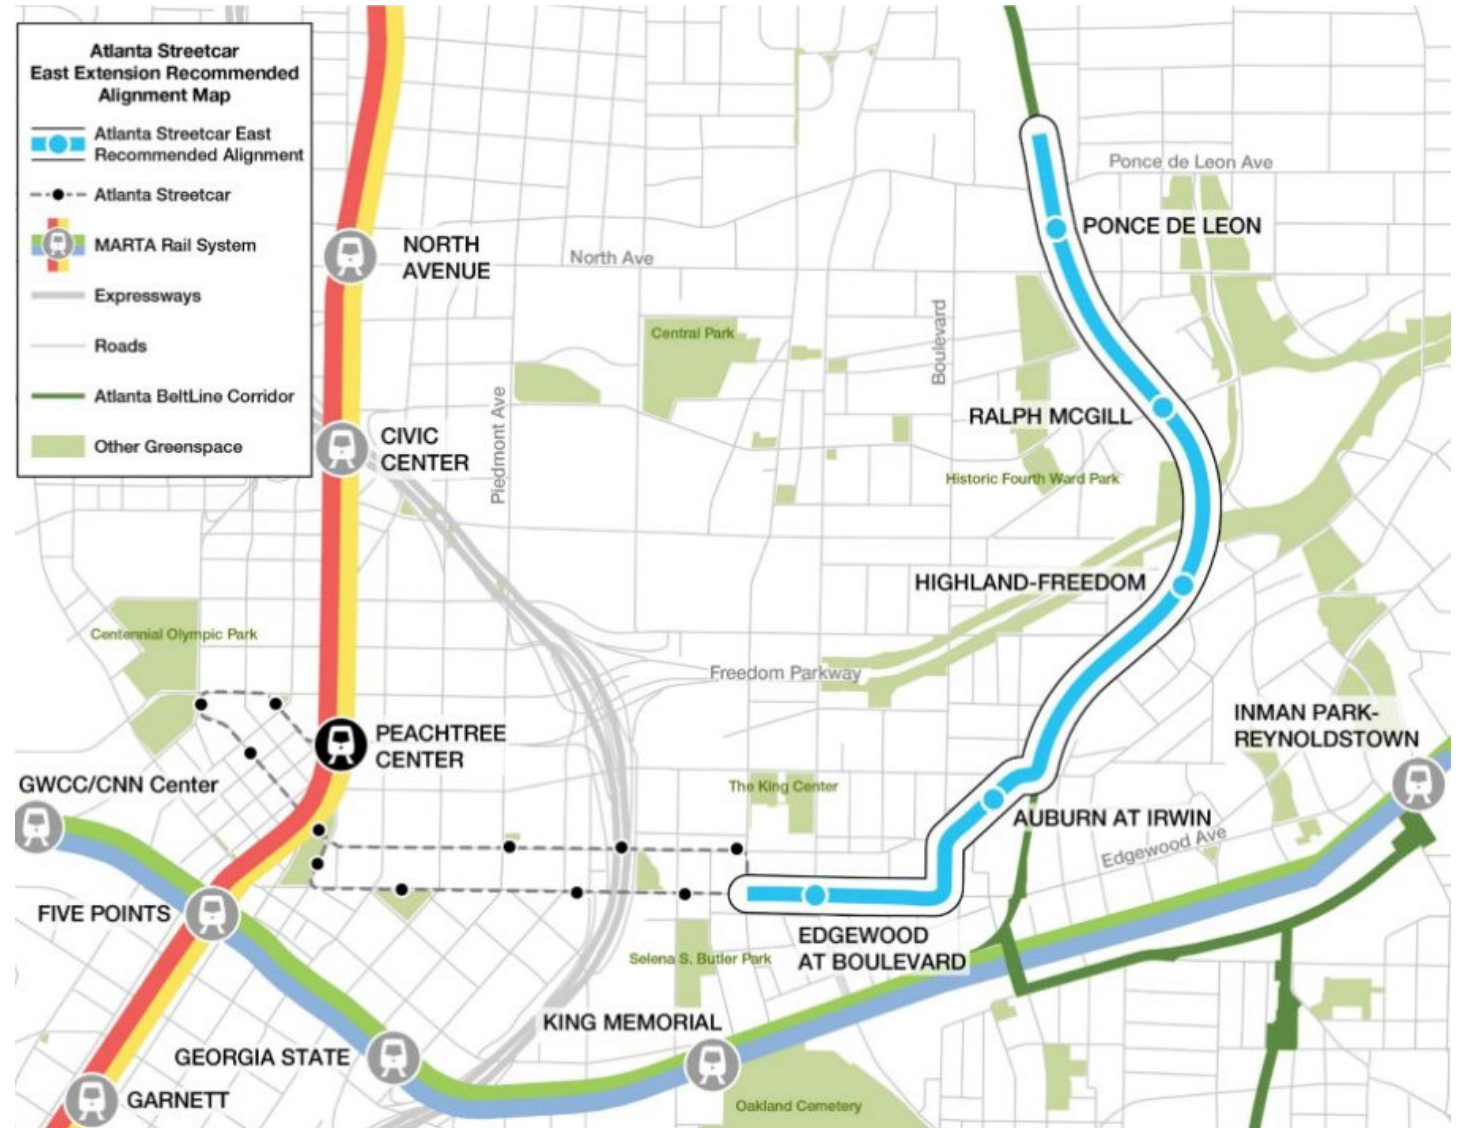 Atlanta Streetcar
East Extension Recommended
Alignment Map
Atlanta Streetcar East
Recommended Alignment
Atlanta Streetcar
MARTA Rail System
Expressways
Roads
Atlanta BeltLine Corridor
Other Greenspace
Ponce de Leon Ave
PONCE DE LEON
NORTH
AVENUE
North Ave
Central Park
Boulevard
Piedmont Ave
RALPH MCGILL
CIVIC
CENTER
Historic Fourth Ward Park
HIGHLAND-FREEDOM
Centennial Olympic Park
Freedom Parkway
INMAN PARK-
REYNOLDSTOWN
PEACHTREE
CENTER
GWCC/CNN Center
The King Center
AUBURN AT IRWIN
Edgewood Ave
FIVE POINTS
EDGEWOOD
AT BOULEVARD
Selena S. Butler Park
KING MEMORIAL
GEORGIA STATE
GARNETT
Oakland Cemetery